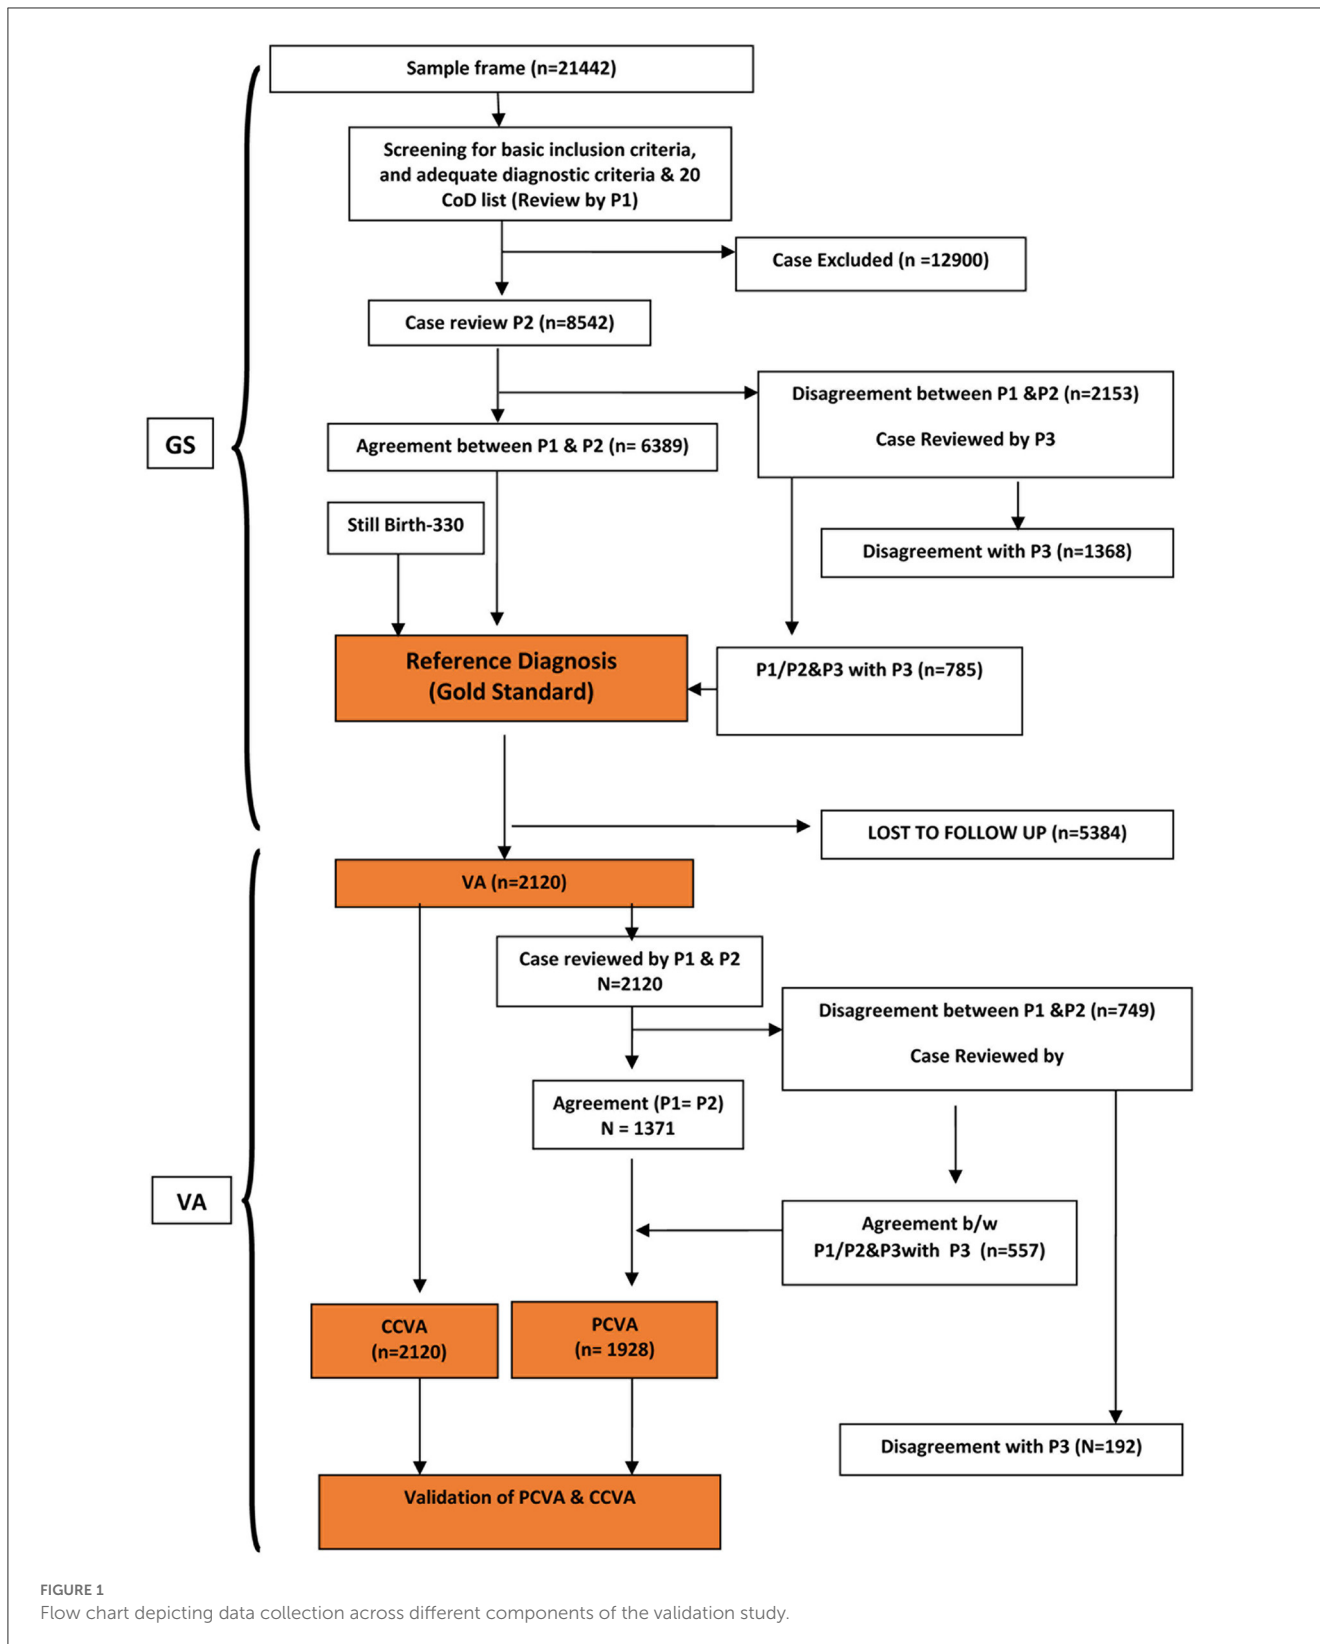 Sample frame (n=21442)
Screening for basic inclusion criteria,
and adequate diagnostic criteria & 20
CoD list (Review by P1)
Case Excluded (n =12900)
Case review P2 (n=8542)
Disagreement between P1 &P2 (n=2153)
Case Reviewed by P3
GS
Agreement between P1 & P2 (n= 6389)
Still Birth-330
Disagreement with P3 (n=1368)
Reference Diagnosis
(Gold Standard)
P1/P2&P3 with P3 (n=785)
LOST TO FOLLOW UP (n=5384)
VA (n=2120)
Case reviewed by P1 & P2
N=2120
Disagreement between P1 &P2 (n=749)
Case Reviewed by
Agreement (P1= P2)
N = 1371
VA
Agreement b/w
P1/P2&P3with P3 (n=557)
CCVA
(n=2120)
PCVA
(n= 1928)
Disagreement with P3 (N=192)
Validation of PCVA & CCVA
FIGURE 1
Flow chart depicting data collection across different components of the validation study.